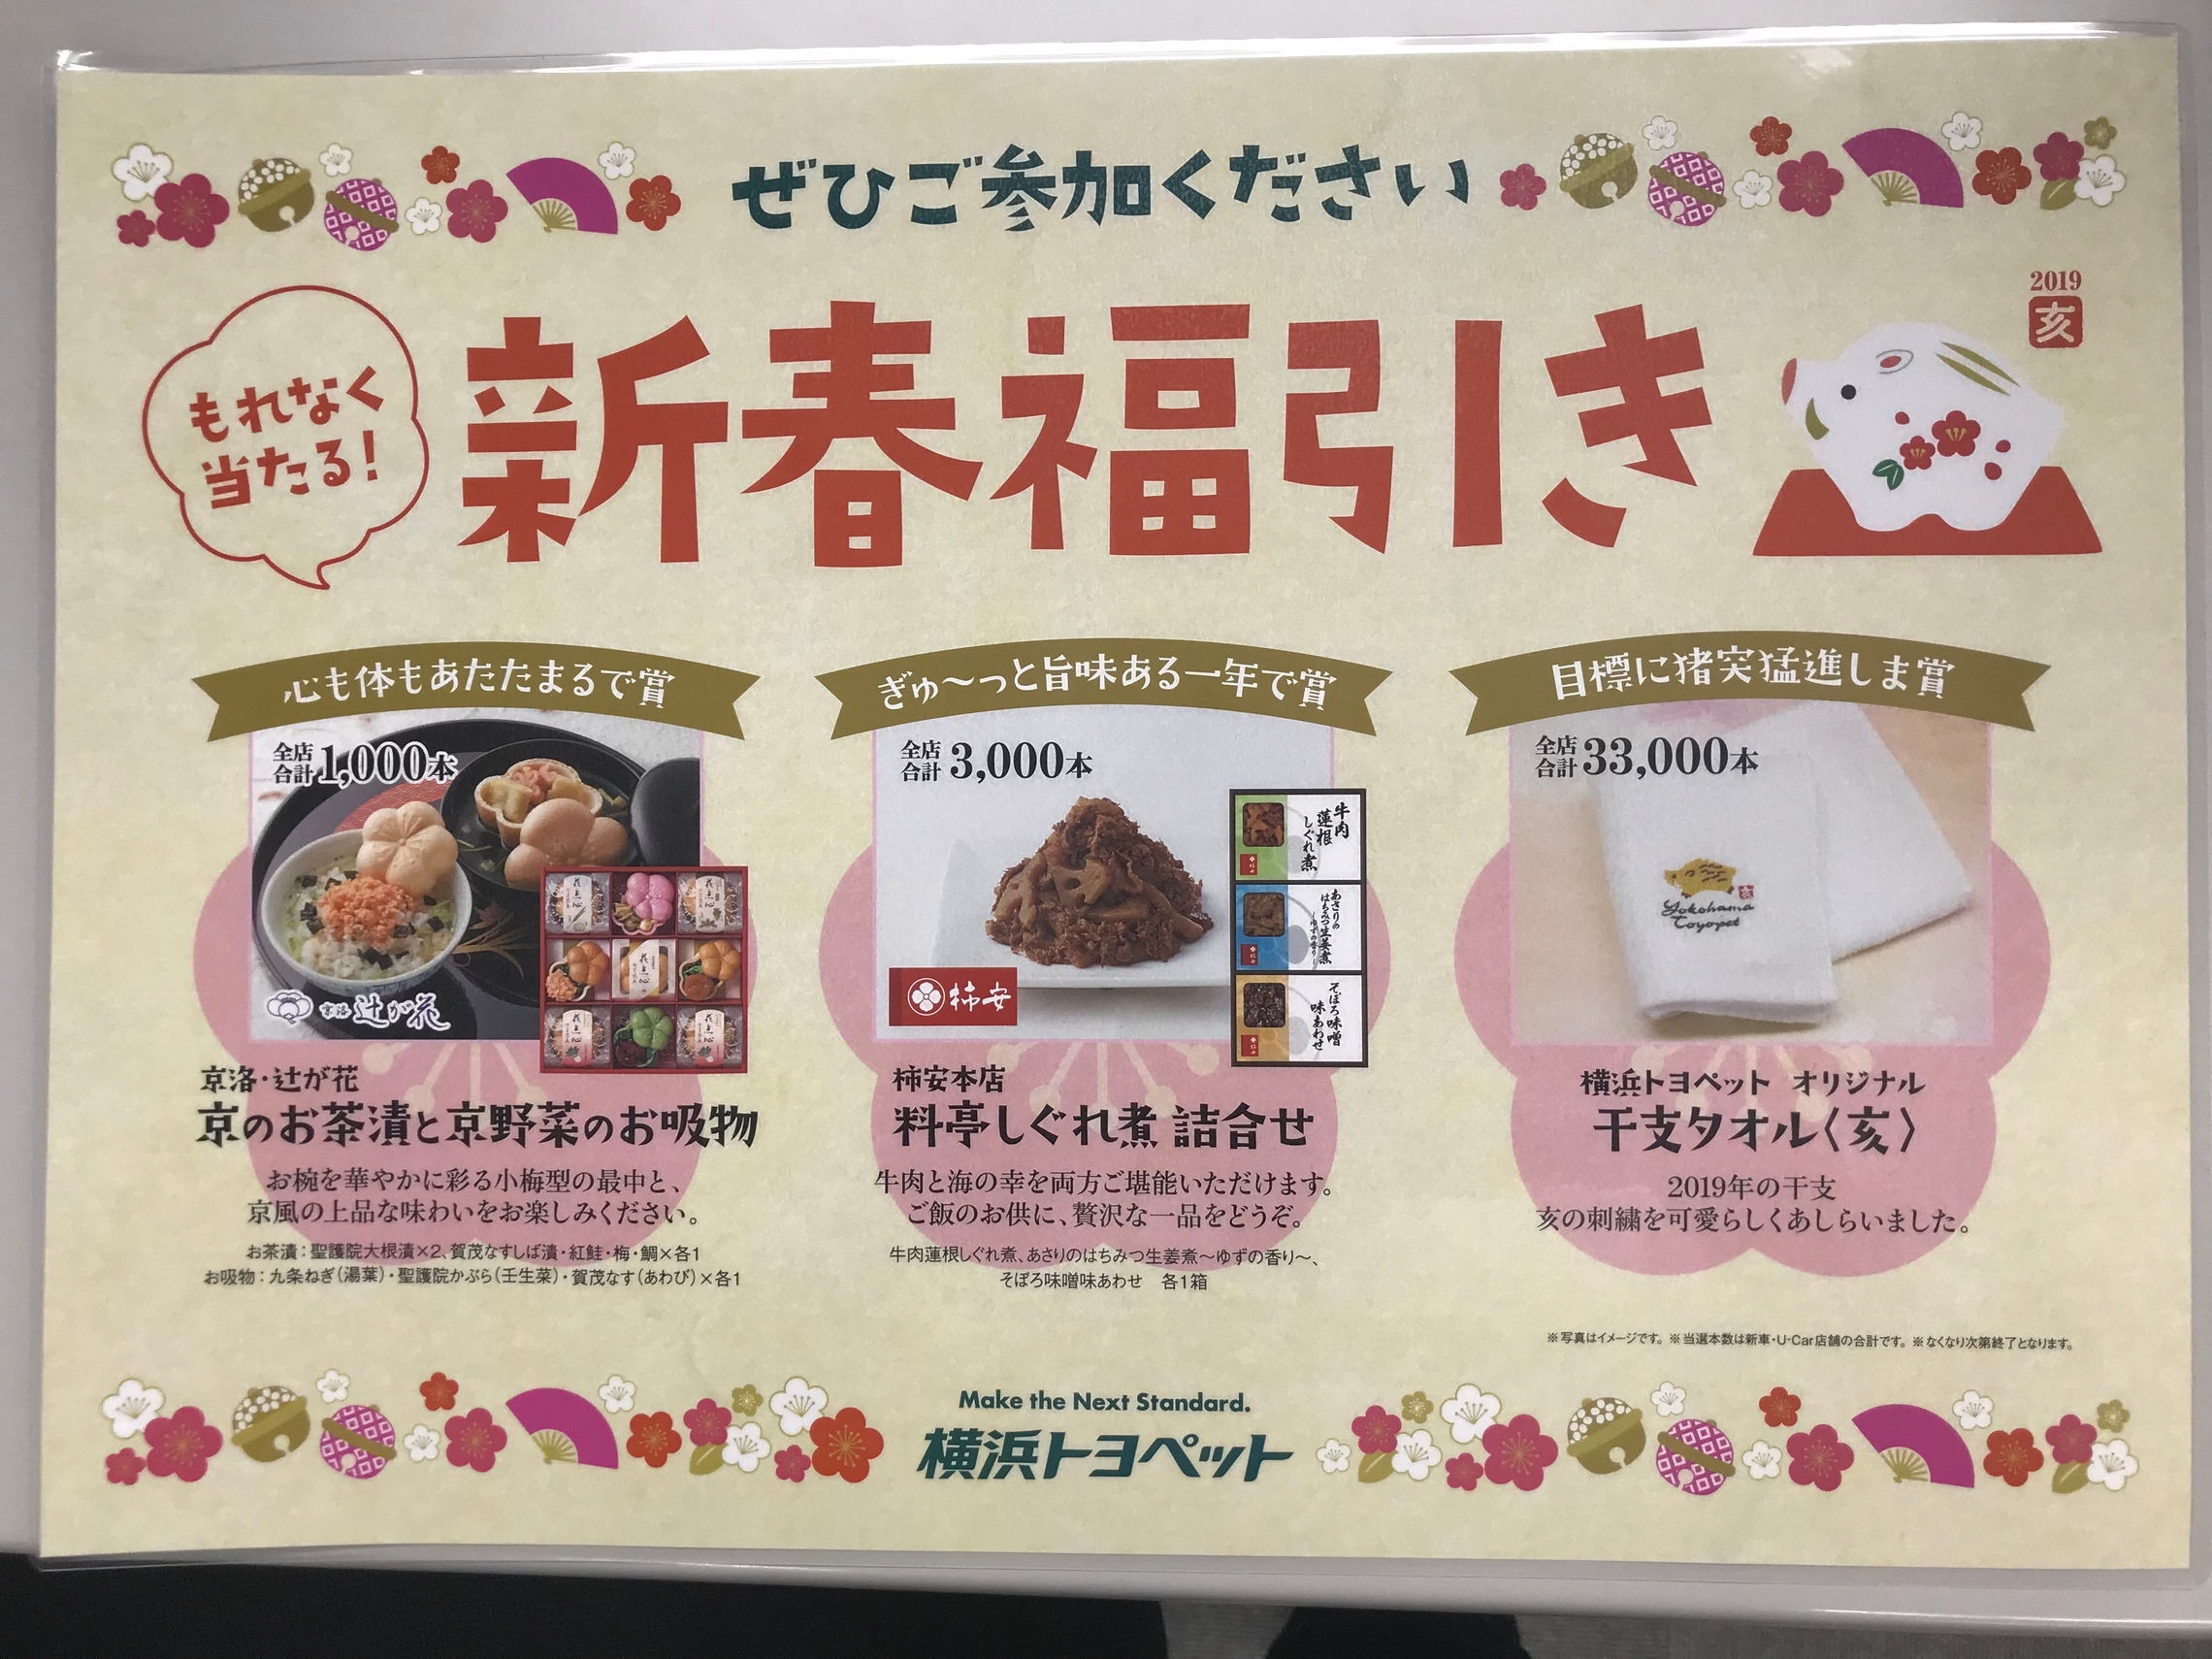 ぜひご参加ください
もれなく
当たる!
新春福引き
2019
亥
心も体もあたたまるで賞
全店
合計 1,000本
京洛 辻が花
京洛・辻が花
京のお茶漬と京野菜のお吸物
お椀を華やかに彩る小梅型の最中と、
京風の上品な味わいをお楽しみください。
お茶漬：聖護院大根漬×2、賀茂なすしば漬・紅鮭・梅・鯛×各1
お吸物：九条ねぎ(湯葉)・聖護院かぶら(壬生菜)・賀茂なす(あわび)×各1
ぎゅ〜っと旨味ある一年で賞
全店
合計 3,000本
牛肉
蓮根
しぐれ煮
あさりの
はちみつ生姜煮
〜ゆずの香り〜
そぼろ味噌
味あわせ
柿安
柿安本店
料亭しぐれ煮 詰合せ
牛肉と海の幸を両方ご堪能いただけます。
ご飯のお供に、贅沢な一品をどうぞ。
牛肉蓮根しぐれ煮、あさりのはちみつ生姜煮〜ゆずの香り〜、
そぼろ味噌味あわせ 各1箱
目標に猪突猛進しま賞
全店
合計 33,000本
亥
Yokohama
Toyopet
横浜トヨペット オリジナル
干支タオル〈亥〉
2019年の干支
亥の刺繍を可愛らしくあしらいました。
※写真はイメージです。※当選本数は新車・U-Car店舗の合計です。※なくなり次第終了となります。
Make the Next Standard.
横浜トヨペット